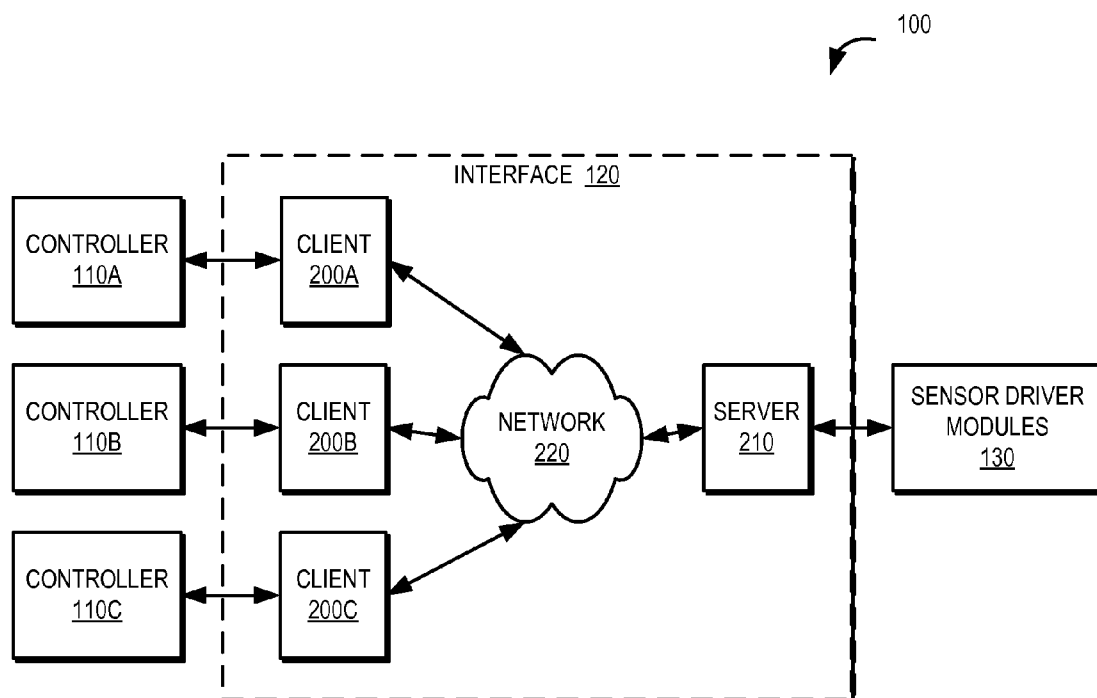 100
INTERFACE 120
CONTROLLER
110A
CLIENT
200A
CONTROLLER
110B
CLIENT
200B
NETWORK
220
SERVER
210
SENSOR DRIVER
MODULES
130
CONTROLLER
110C
CLIENT
200C